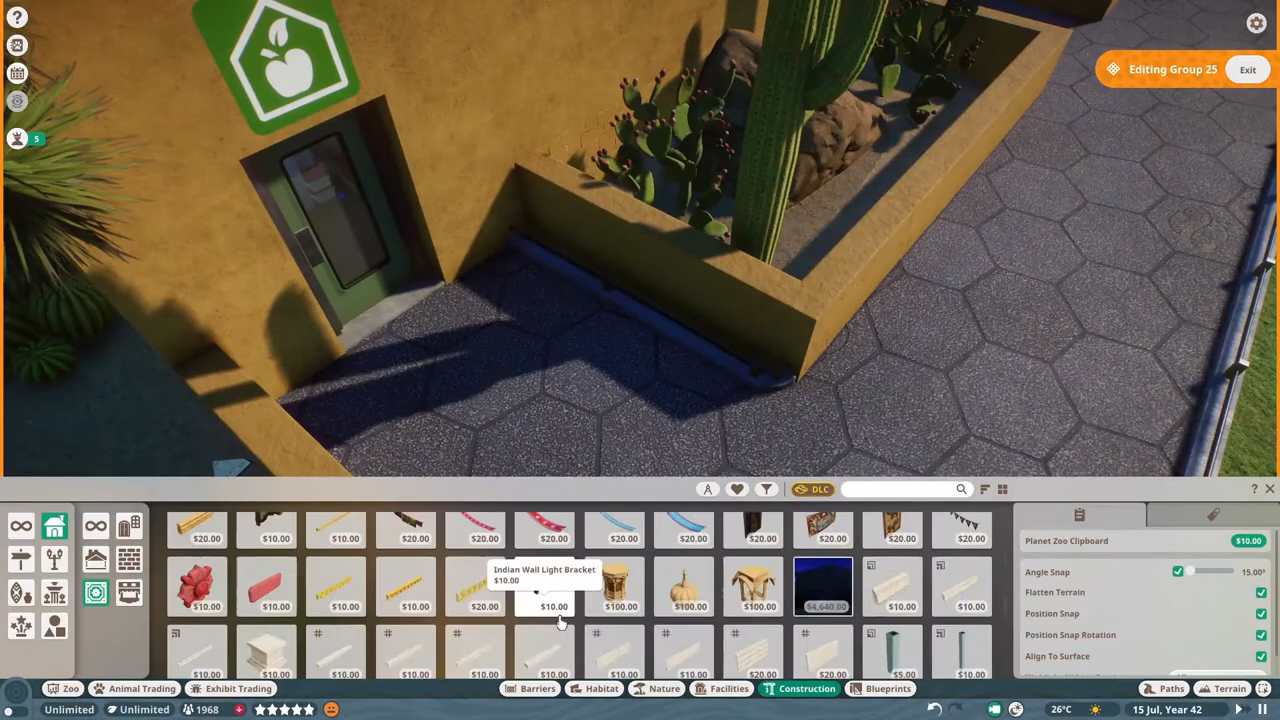 ?
Editing Group 25
Exit
5
DLC
?
$20.00
$10.00
$20.00
$20.00
$20.00
$20.00
$20.00
$20.00
$20.00
$20.00
$20.00
$20.00
Planet Zoo Clipboard
$10.00
Angle Snap
15.00°
Flatten Terrain
Position Snap
Position Snap Rotation
Align To Surface
Indian Wall Light Bracket
$10.00
$10.00
$10.00
$10.00
$10.00
$20.00
$10.00
$100.00
$100.00
$100.00
$4,640.00
$10.00
$10.00
$10.00
$10.00
$10.00
$10.00
$10.00
$10.00
$10.00
$10.00
$20.00
$20.00
$5.00
$10.00
Zoo
Animal Trading
Exhibit Trading
Barriers
Habitat
Nature
Facilities
Construction
Blueprints
Paths
Terrain
Unlimited
Unlimited
1968
26°C
15 Jul, Year 42